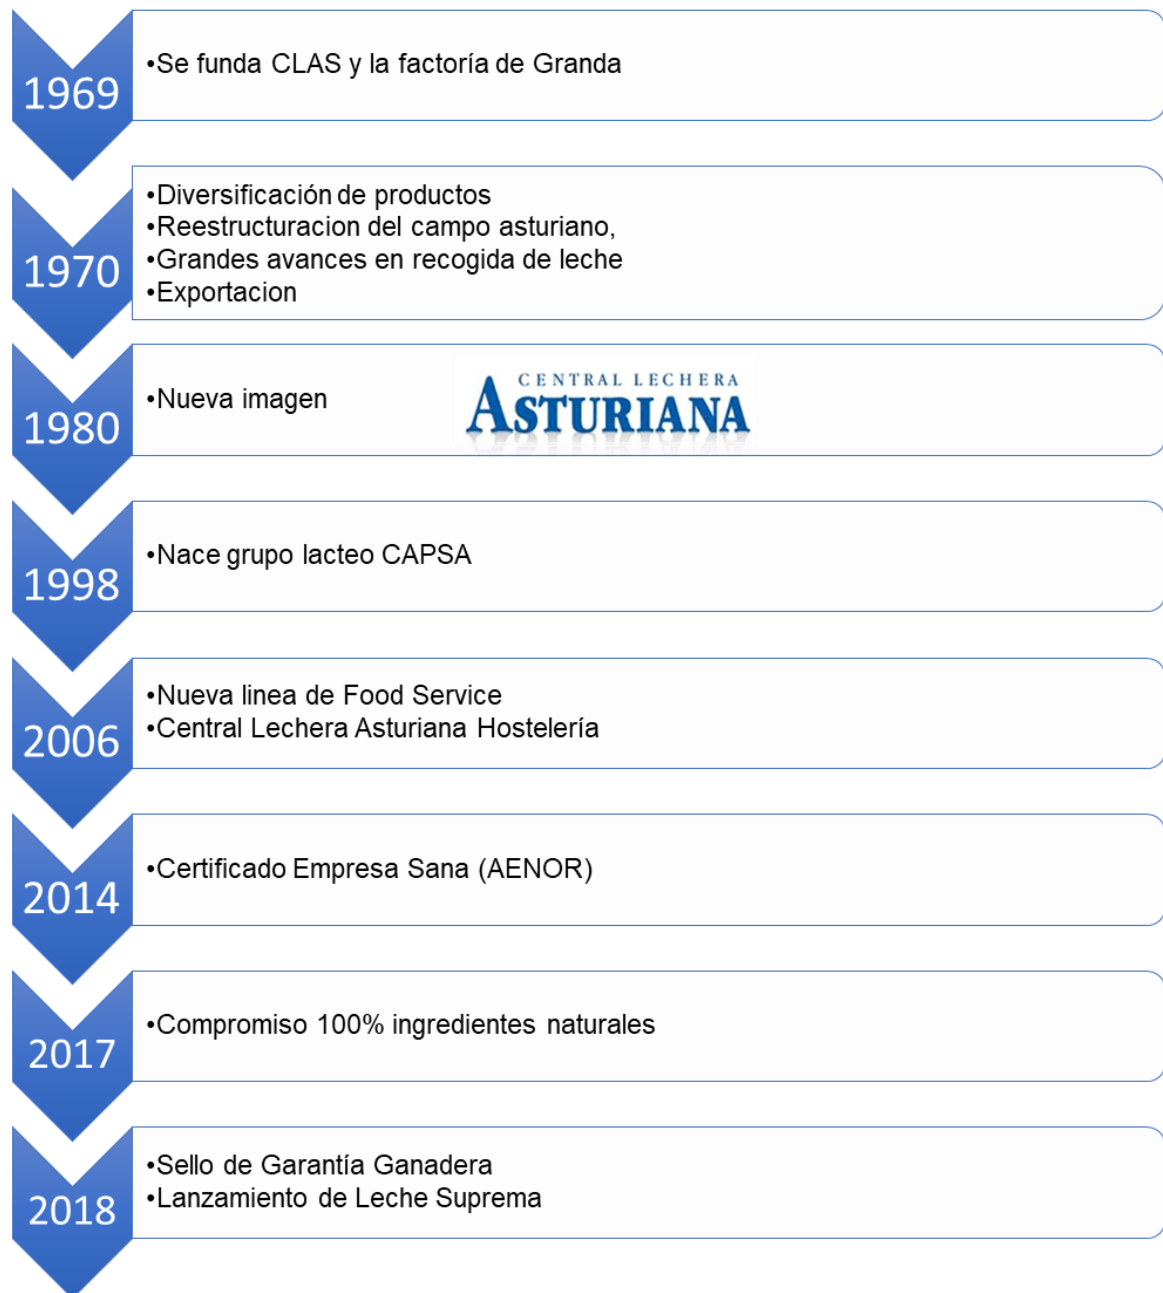 1969
•Se funda CLAS y la factoría de Granda
1970
•Diversificación de productos
•Reestructuracion del campo asturiano,
•Grandes avances en recogida de leche
•Exportacion
1980
•Nueva imagen
CENTRAL LECHERA
ASTURIANA
1998
•Nace grupo lacteo CAPSA
2006
•Nueva linea de Food Service
•Central Lechera Asturiana Hostelería
2014
•Certificado Empresa Sana (AENOR)
2017
•Compromiso 100% ingredientes naturales
2018
•Sello de Garantía Ganadera
•Lanzamiento de Leche Suprema